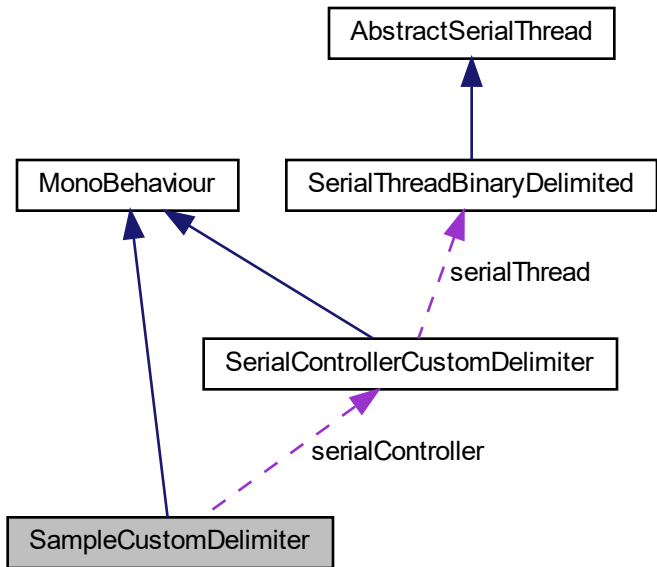 AbstractSerialThread
MonoBehaviour
SerialThreadBinaryDelimited
serialThread
SerialControllerCustomDelimiter
serialController
SampleCustomDelimiter